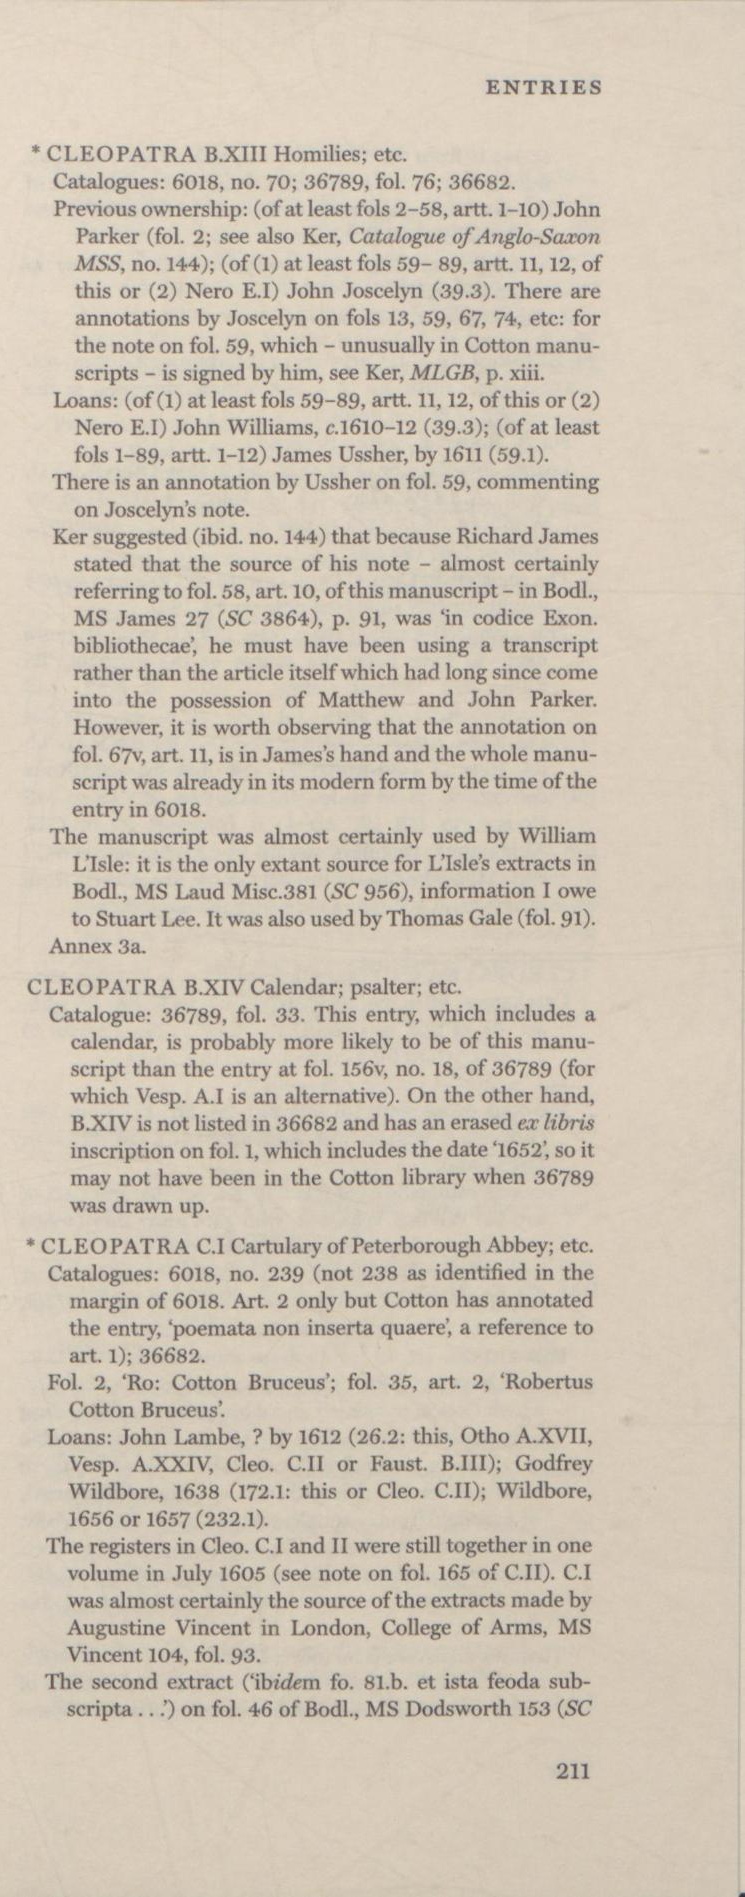 ENTRIES
* CLEOPATRA B.XIII Homilies; etc.
Catalogues: 6018, no. 70; 36789, fol. 76; 36682.
Previous ownership: (of at least fols 2–58, artt. 1–10) John
Parker (fol. 2; see also Ker, Catalogue of Anglo-Saxon
MSS, no. 144); (of (1) at least fols 59– 89, artt. 11, 12, of
this or (2) Nero E.I) John Joscelyn (39.3). There are
annotations by Joscelyn on fols 13, 59, 67, 74, etc: for
the note on fol. 59, which – unusually in Cotton manu-
scripts – is signed by him, see Ker, MLGB, p. xiii.
Loans: (of (1) at least fols 59–89, artt. 11, 12, of this or (2)
Nero E.I) John Williams, c.1610–12 (39.3); (of at least
fols 1–89, artt. 1–12) James Ussher, by 1611 (59.1).
There is an annotation by Ussher on fol. 59, commenting
on Joscelyn's note.
Ker suggested (ibid. no. 144) that because Richard James
stated that the source of his note – almost certainly
referring to fol. 58, art. 10, of this manuscript – in Bodl.,
MS James 27 (SC 3864), p. 91, was ‘in codice Exon.
bibliothecae’, he must have been using a transcript
rather than the article itself which had long since come
into the possession of Matthew and John Parker.
However, it is worth observing that the annotation on
fol. 67v, art. 11, is in James's hand and the whole manu-
script was already in its modern form by the time of the
entry in 6018.
The manuscript was almost certainly used by William
L'Isle: it is the only extant source for L'Isle's extracts in
Bodl., MS Laud Misc.381 (SC 956), information I owe
to Stuart Lee. It was also used by Thomas Gale (fol. 91).
Annex 3a.
CLEOPATRA B.XIV Calendar; psalter; etc.
Catalogue: 36789, fol. 33. This entry, which includes a
calendar, is probably more likely to be of this manu-
script than the entry at fol. 156v, no. 18, of 36789 (for
which Vesp. A.I is an alternative). On the other hand,
B.XIV is not listed in 36682 and has an erased ex libris
inscription on fol. 1, which includes the date ‘1652’, so it
may not have been in the Cotton library when 36789
was drawn up.
* CLEOPATRA C.I Cartulary of Peterborough Abbey; etc.
Catalogues: 6018, no. 239 (not 238 as identified in the
margin of 6018. Art. 2 only but Cotton has annotated
the entry, ‘poemata non inserta quaere’, a reference to
art. 1); 36682.
Fol. 2, ‘Ro: Cotton Bruceus’; fol. 35, art. 2, ‘Robertus
Cotton Bruceus’.
Loans: John Lambe, ? by 1612 (26.2: this, Otho A.XVII,
Vesp. A.XXIV, Cleo. C.II or Faust. B.III); Godfrey
Wildbore, 1638 (172.1: this or Cleo. C.II); Wildbore,
1656 or 1657 (232.1).
The registers in Cleo. C.I and II were still together in one
volume in July 1605 (see note on fol. 165 of C.II). C.I
was almost certainly the source of the extracts made by
Augustine Vincent in London, College of Arms, MS
Vincent 104, fol. 93.
The second extract (‘ibidem fo. 81.b. et ista feoda sub-
scripta . . .’) on fol. 46 of Bodl., MS Dodsworth 153 (SC
211